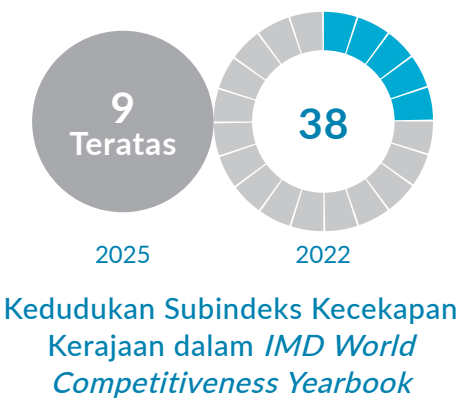 9
Teratas
38
2025
2022
Kedudukan Subindeks Kecekapan
Kerajaan dalam IMD World
Competitiveness Yearbook